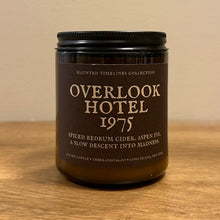 HAUNTED TIMELINES COLLECTION
OVERLOOK
HOTEL
1975
SPICED REDRUM CIDER, ASPEN FIR,
A SLOW DESCENT INTO MADNESS.